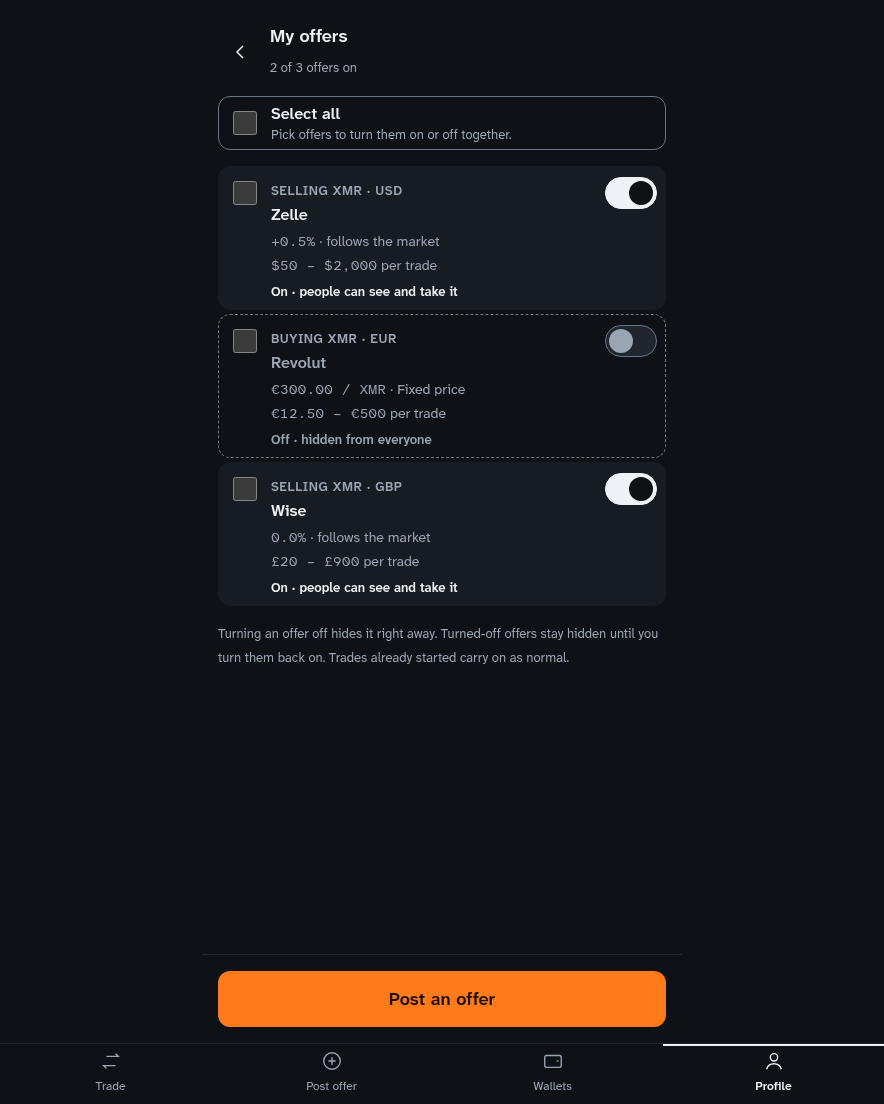 My offers
2 of 3 offers on
Select all
Pick offers to turn them on or off together.
SELLING XMR · USD
Zelle
+0.5% · follows the market
$50 – $2,000 per trade
On · people can see and take it
BUYING XMR · EUR
Revolut
€300.00 / XMR · Fixed price
€12.50 – €500 per trade
Off · hidden from everyone
SELLING XMR · GBP
Wise
0.0% · follows the market
£20 – £900 per trade
On · people can see and take it
Turning an offer off hides it right away. Turned-off offers stay hidden until you
turn them back on. Trades already started carry on as normal.
Post an offer
Trade
Post offer
Wallets
Profile